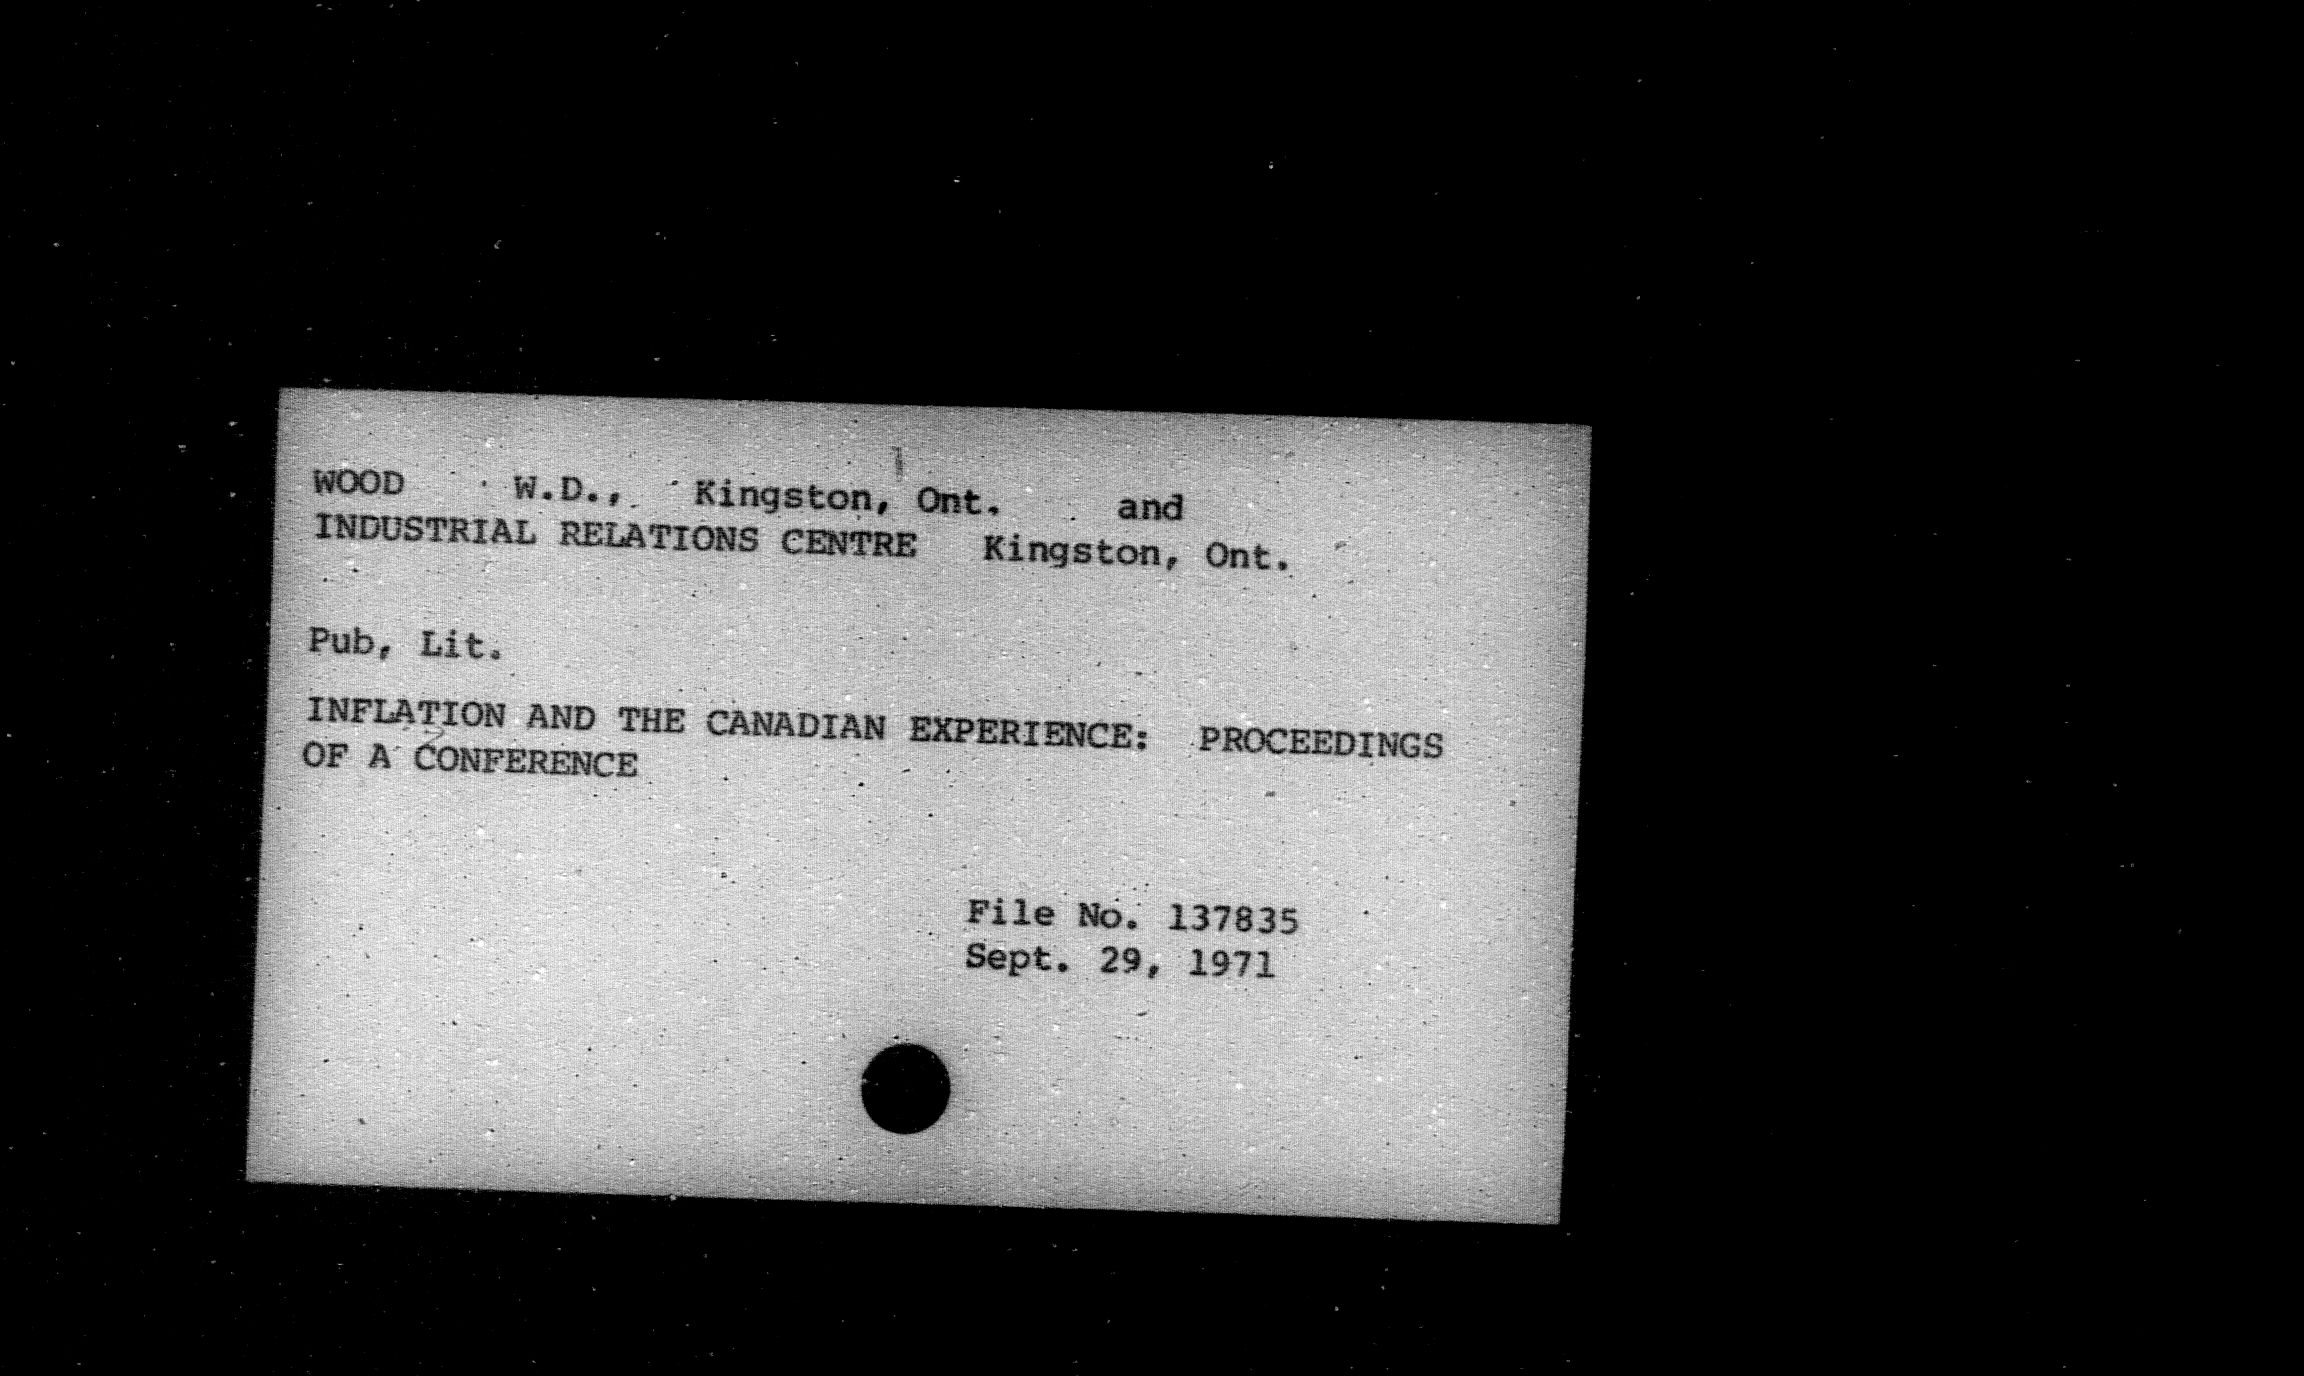 WOOD W.D., Kingston, Ont. and
INDUSTRIAL RELATIONS CENTRE Kingston, Ont.
Pub, Lit.
INFLATION AND THE CANADIAN EXPERIENCE: PROCEEDINGS
OF A CONFERENCE
File No. 137835
Sept. 29, 1971